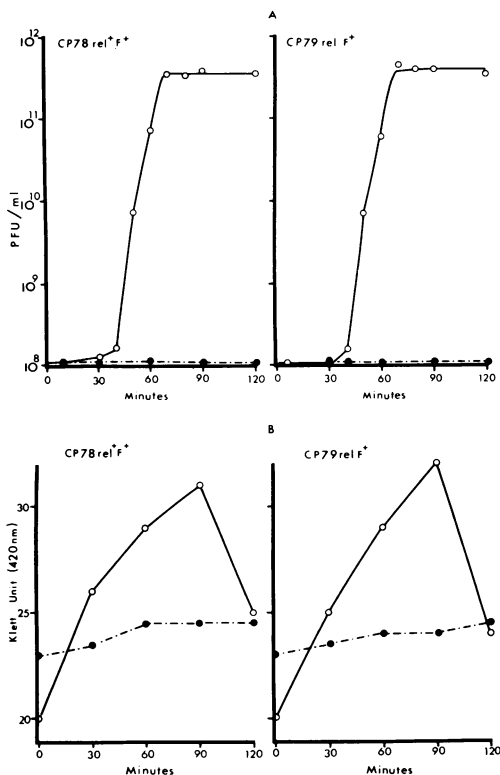 A
CP78 rel⁺F⁺
CP79 rel F⁺
PFU/ml
10¹²
10¹¹
10¹⁰
10⁹
10⁸
0 30 60 90 120
0 30 60 90 120
Minutes
Minutes
B
CP78 rel⁺F⁺
CP79 rel F⁺
Klett Unit (420nm)
30
25
20
0 30 60 90 120
0 30 60 90 120
Minutes
Minutes